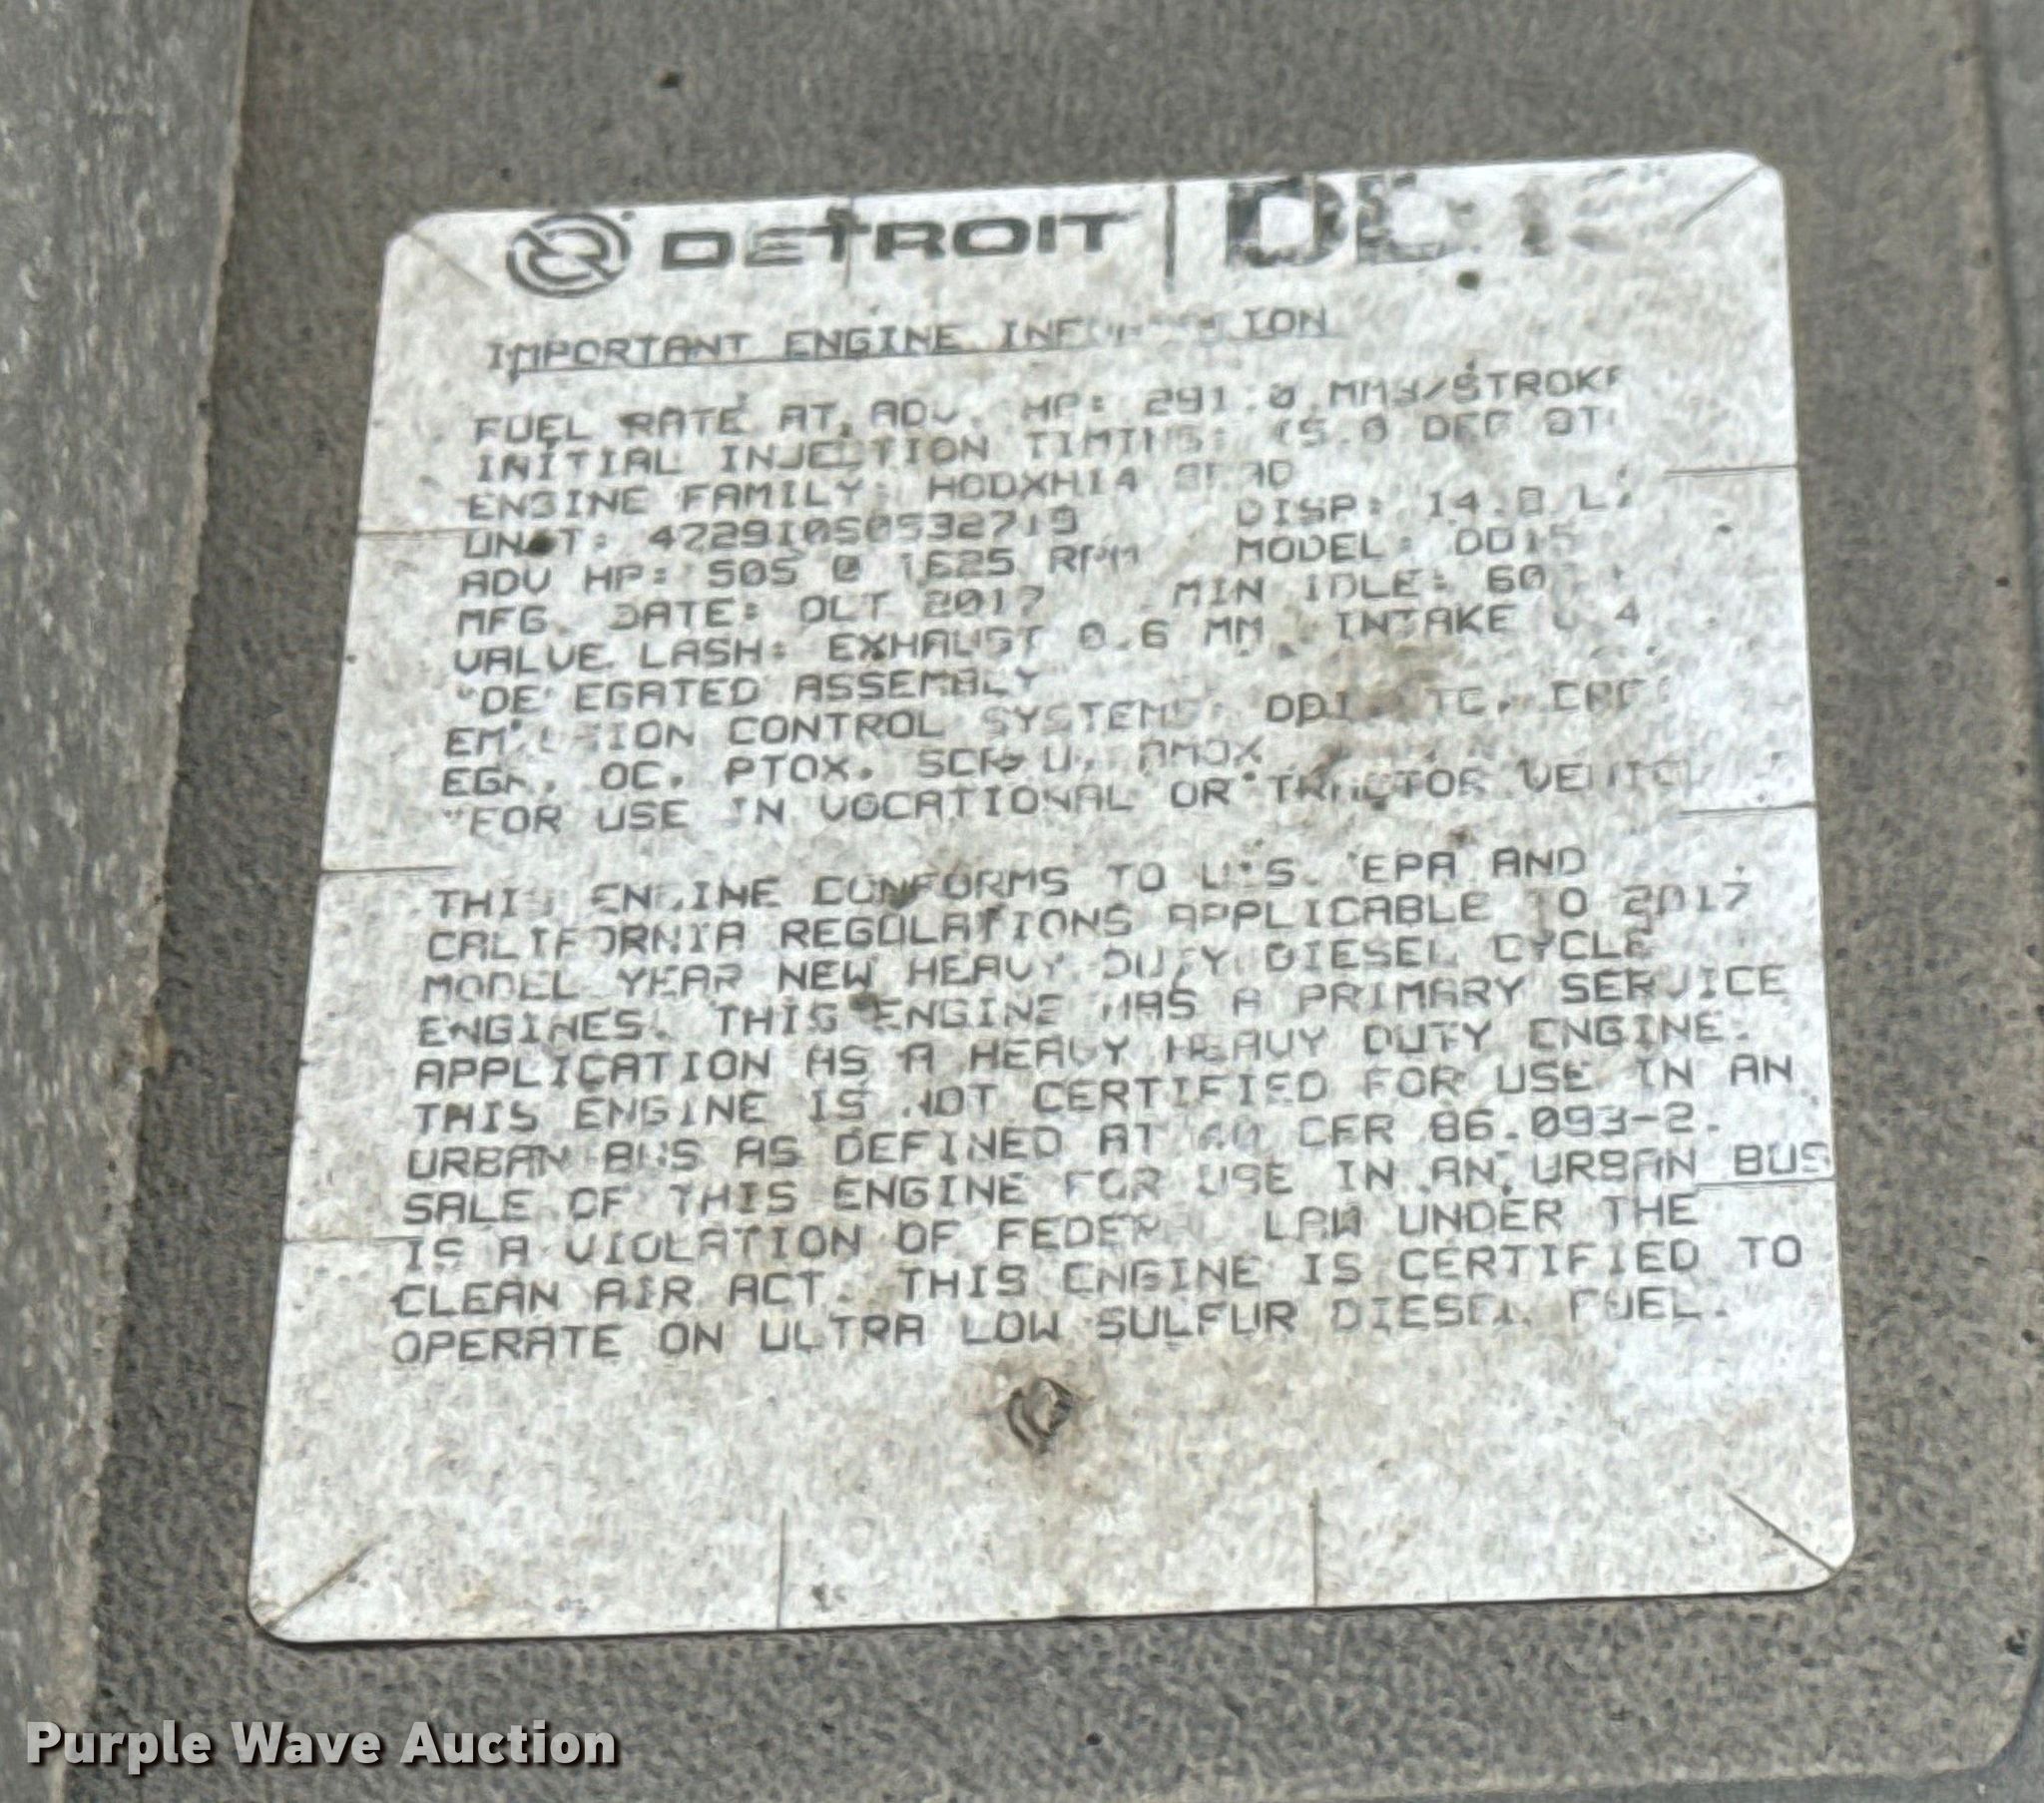 DETROIT
IMPORTANT ENGINE INFORMATION
FUEL RATE AT ADV. HP: 291.0 MM3/STROKE
INITIAL INJECTION TIMING: DEG
ENGINE FAMILY: DISP: 14.8 L
UNIT: MODEL: DD15
ADV HP: 505 @ 1625 RPM MIN IDLE: 60
MFG. DATE: OCT 2017
VALVE LASH: EXHAUST 0.6 MM. INTAKE
"DELEGATED ASSEMBLY
EMISSION CONTROL SYSTEMS: DDI, TC,
EGR, OC, PTOX, SCR-U, AMOX
"FOR USE IN VOCATIONAL OR TRACTOR
THIS ENGINE CONFORMS TO U.S. EPA AND
CALIFORNIA REGULATIONS APPLICABLE TO 2017
MODEL YEAR NEW HEAVY DUTY DIESEL CYCLE
ENGINES. THIS ENGINE HAS A PRIMARY SERVICE
APPLICATION AS A HEAVY HEAVY DUTY ENGINE.
THIS ENGINE IS NOT CERTIFIED FOR USE IN AN
URBAN BUS AS DEFINED AT 40 CFR 86.093-2.
SALE OF THIS ENGINE FOR USE IN AN URBAN BUS
IS A VIOLATION OF FEDERAL LAW UNDER THE
CLEAN AIR ACT. THIS ENGINE IS CERTIFIED TO
OPERATE ON ULTRA LOW SULFUR DIESEL FUEL.
Purple Wave Auction